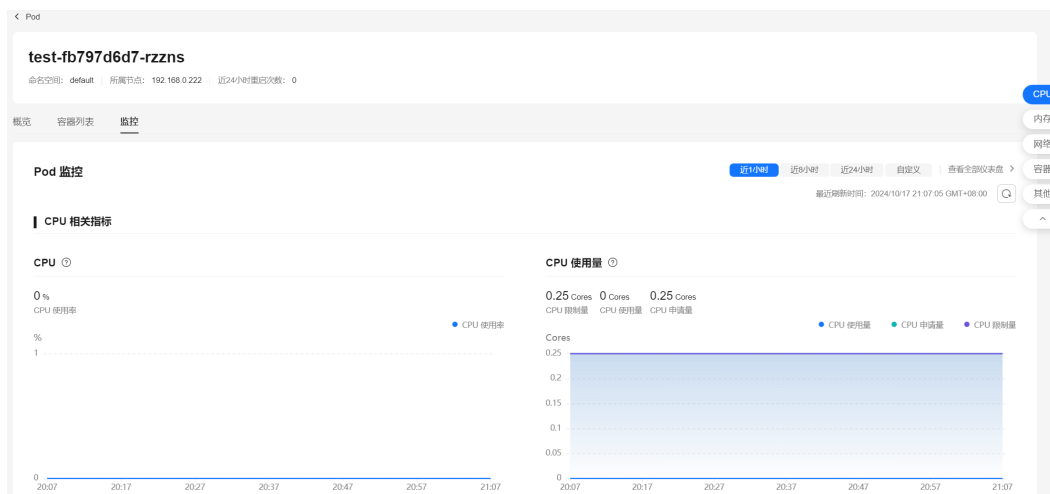 Pod
test-fb797d6d7-rzzns
命名空间: default 所属节点: 192.168.0.222 近24小时重启次数: 0
概览 容器列表 监控
CPU
内存
网络
容器
其他
Pod 监控
近1小时 近8小时 近24小时 自定义 查看全部仪表盘
最近刷新时间: 2024/10/17 21:07:05 GMT+08:00
CPU 相关指标
CPU
0 %
CPU 使用率
CPU 使用率
%
1
0
20:07 20:17 20:27 20:37 20:47 20:57 21:07
CPU 使用量
0.25 Cores 0 Cores 0.25 Cores
CPU 限制量 CPU 使用量 CPU 申请量
CPU 使用量 CPU 申请量 CPU 限制量
Cores
0.25
0.2
0.15
0.1
0.05
0
20:07 20:17 20:27 20:37 20:47 20:57 21:07